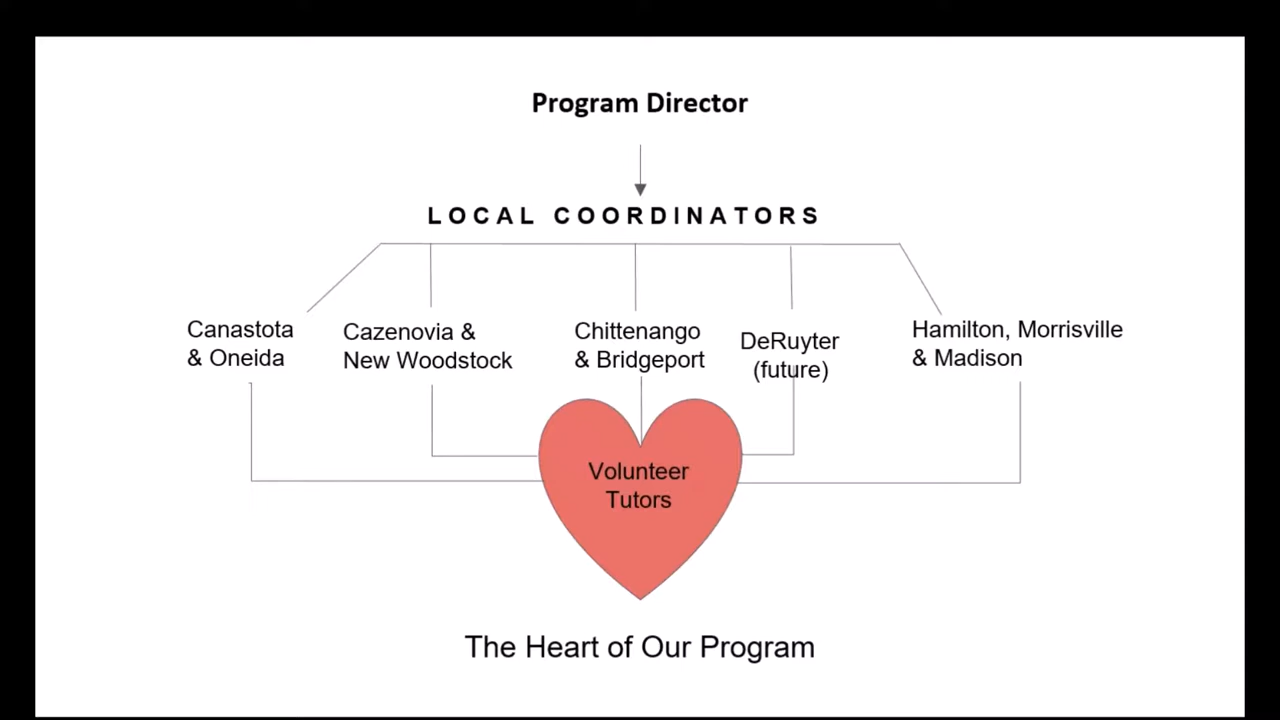 Program Director
LOCAL COORDINATORS
Canastota
& Oneida
Cazenovia &
New Woodstock
Chittenango
& Bridgeport
DeRuyter
(future)
Hamilton, Morrisville
& Madison
Volunteer
Tutors
The Heart of Our Program